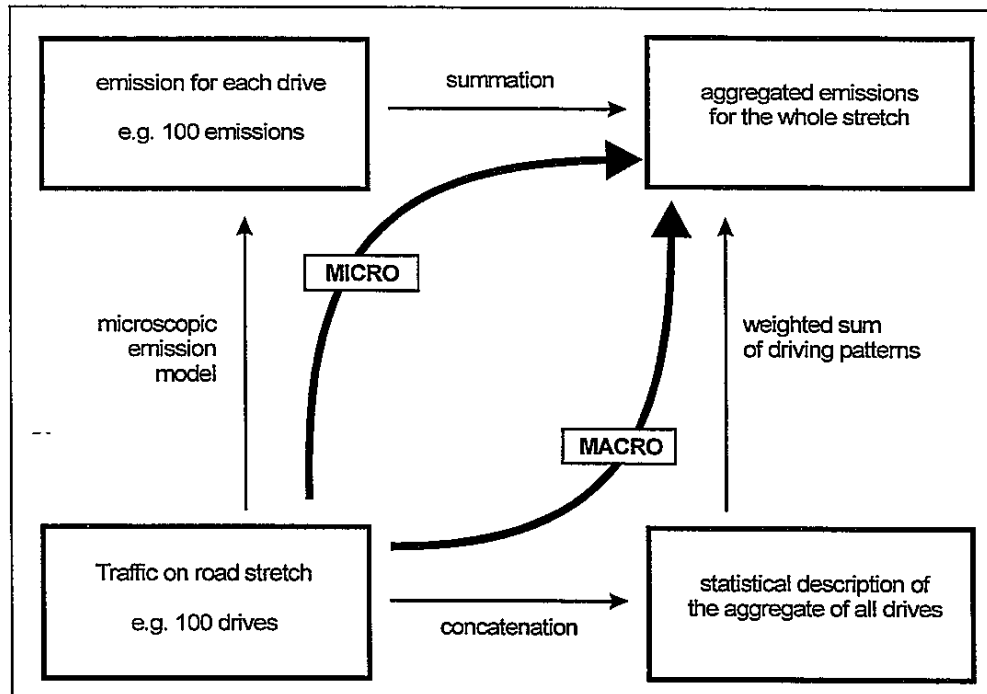 emission for each drive
e.g. 100 emissions
summation
aggregated emissions
for the whole stretch
MICRO
microscopic
emission
model
weighted sum
of driving patterns
MACRO
Traffic on road stretch
e.g. 100 drives
concatenation
statistical description of
the aggregate of all drives